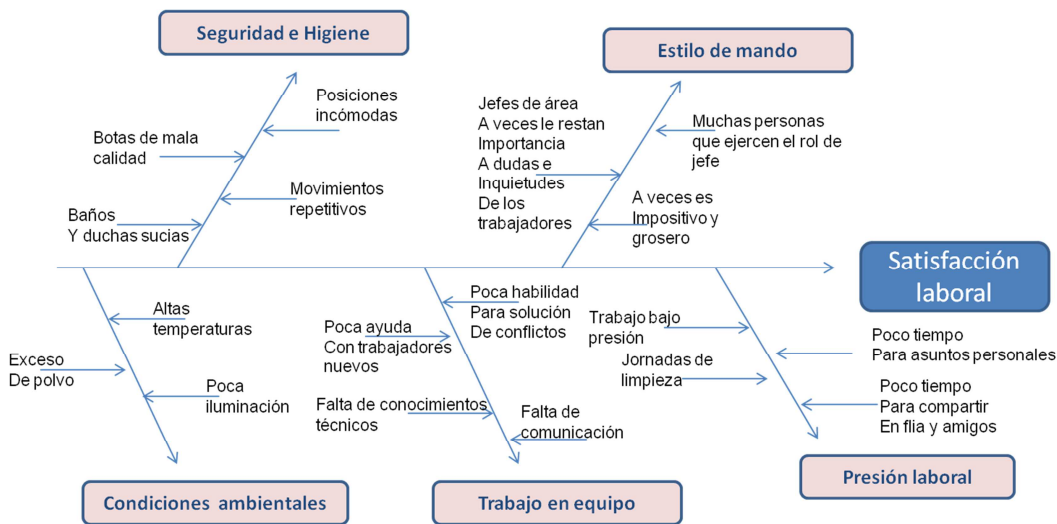 Seguridad e Higiene
Estilo de mando
Posiciones
incómodas
Botas de mala
calidad
Movimientos
repetitivos
Baños
Y duchas sucias
Jefes de área
A veces le restan
Importancia
A dudas e
Inquietudes
De los
trabajadores
Muchas personas
que ejercen el rol de
jefe
A veces es
Impositivo y
grosero
Satisfacción
laboral
Altas
temperaturas
Exceso
De polvo
Poca
iluminación
Poca habilidad
Para solución
De conflictos
Poca ayuda
Con trabajadores
nuevos
Falta de conocimientos
técnicos
Falta de
comunicación
Trabajo bajo
presión
Jornadas de
limpieza
Poco tiempo
Para asuntos personales
Poco tiempo
Para compartir
En flia y amigos
Condiciones ambientales
Trabajo en equipo
Presión laboral